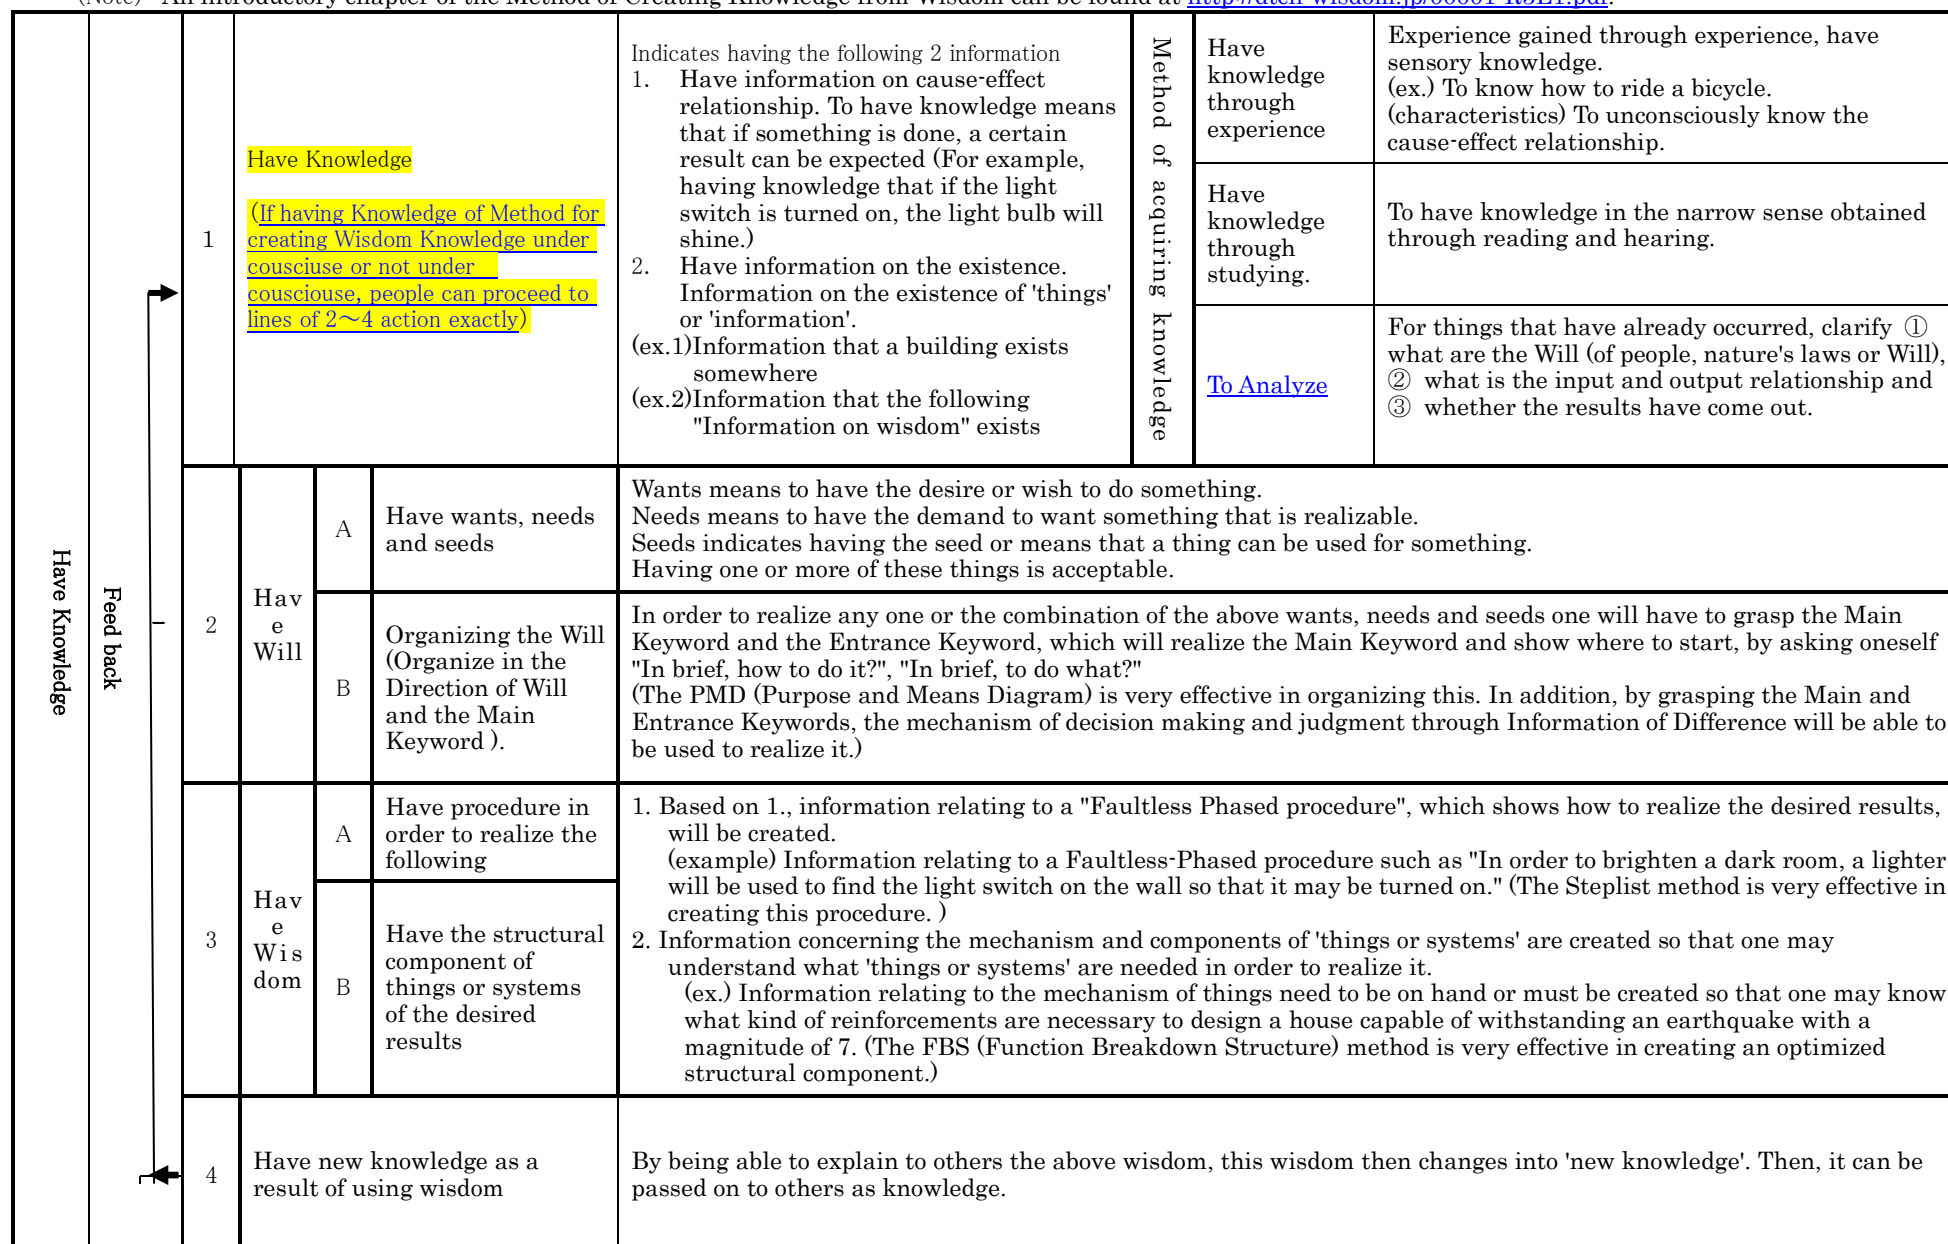 (Note) An introductory chapter of the Method of Creating Knowledge from Wisdom can be found at
Have Knowledge
Feed back
1
Have Knowledge
(If having Knowledge of Method for
creating Wisdom Knowledge under
cousciuse or not under
cousciouse, people can proceed to
lines of 2～4 action exactly)
Indicates having the following 2 information
1. Have information on cause-effect
relationship. To have knowledge means
that if something is done, a certain
result can be expected (For example,
having knowledge that if the light
switch is turned on, the light bulb will
shine.)
2. Have information on the existence.
Information on the existence of 'things'
or 'information'.
(ex.1)Information that a building exists
somewhere
(ex.2)Information that the following
"Information on wisdom" exists
Method of acquiring knowledge
Have
knowledge
through
experience
Experience gained through experience, have
sensory knowledge.
(ex.) To know how to ride a bicycle.
(characteristics) To unconsciously know the
cause-effect relationship.
Have
knowledge
through
studying.
To have knowledge in the narrow sense obtained
through reading and hearing.
To Analyze
For things that have already occurred, clarify ①
what are the Will (of people, nature's laws or Will),
② what is the input and output relationship and
③ whether the results have come out.
2
Hav
e
Will
A
Have wants, needs
and seeds
Wants means to have the desire or wish to do something.
Needs means to have the demand to want something that is realizable.
Seeds indicates having the seed or means that a thing can be used for something.
Having one or more of these things is acceptable.
B
Organizing the Will
(Organize in the
Direction of Will
and the Main
Keyword ).
In order to realize any one or the combination of the above wants, needs and seeds one will have to grasp the Main
Keyword and the Entrance Keyword, which will realize the Main Keyword and show where to start, by asking oneself
"In brief, how to do it?", "In brief, to do what?"
(The PMD (Purpose and Means Diagram) is very effective in organizing this. In addition, by grasping the Main and
Entrance Keywords, the mechanism of decision making and judgment through Information of Difference will be able to
be used to realize it.)
3
Hav
e
Wis
dom
A
Have procedure in
order to realize the
following
B
Have the structural
component of
things or systems
of the desired
results
1. Based on 1., information relating to a "Faultless Phased procedure", which shows how to realize the desired results,
will be created.
(example) Information relating to a Faultless-Phased procedure such as "In order to brighten a dark room, a lighter
will be used to find the light switch on the wall so that it may be turned on." (The Steplist method is very effective in
creating this procedure. )
2. Information concerning the mechanism and components of 'things or systems' are created so that one may
understand what 'things or systems' are needed in order to realize it.
(ex.) Information relating to the mechanism of things need to be on hand or must be created so that one may know
what kind of reinforcements are necessary to design a house capable of withstanding an earthquake with a
magnitude of 7. (The FBS (Function Breakdown Structure) method is very effective in creating an optimized
structural component.)
4
Have new knowledge as a
result of using wisdom
By being able to explain to others the above wisdom, this wisdom then changes into 'new knowledge'. Then, it can be
passed on to others as knowledge.